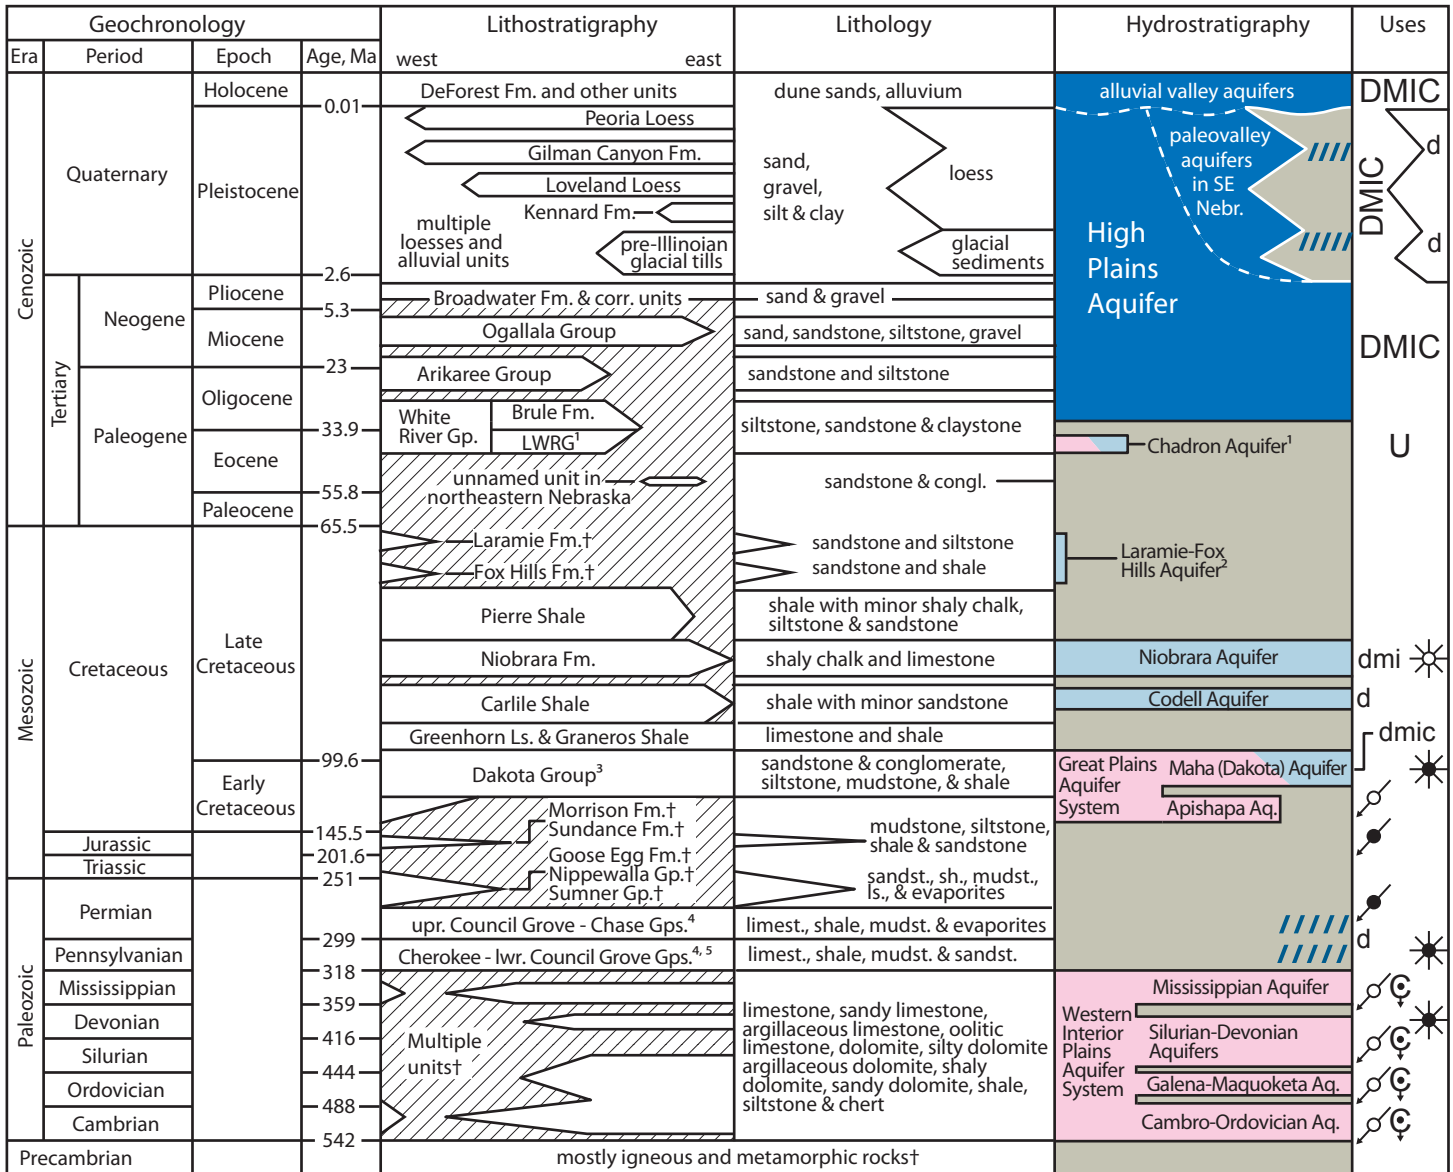 Geochronology
Lithostratigraphy
Lithology
Hydrostratigraphy
Uses
Era
Period
Epoch
Age, Ma
west
east
Cenozoic
Quaternary
Holocene
0.01
Pleistocene
2.6
Tertiary
Neogene
Pliocene
5.3
Miocene
23
Paleogene
Oligocene
33.9
Eocene
55.8
Paleocene
65.5
Mesozoic
Cretaceous
Late
Cretaceous
99.6
Early
Cretaceous
145.5
Jurassic
201.6
Triassic
251
Paleozoic
Permian
299
Pennsylvanian
318
Mississippian
359
Devonian
416
Silurian
444
Ordovician
488
Cambrian
542
Precambrian
DeForest Fm. and other units
Peoria Loess
Gilman Canyon Fm.
Loveland Loess
Kennard Fm.
multiple
loesses and
alluvial units
pre-Illinoian
glacial tills
Broadwater Fm. & corr. units
Ogallala Group
Arikaree Group
White
River Gp.
Brule Fm.
LWRG¹
unnamed unit in
northeastern Nebraska
Laramie Fm.†
Fox Hills Fm.†
Pierre Shale
Niobrara Fm.
Carlile Shale
Greenhorn Ls. & Graneros Shale
Dakota Group³
Morrison Fm.†
Sundance Fm.†
Goose Egg Fm.†
Nippewalla Gp.†
Sumner Gp.†
upr. Council Grove - Chase Gps.⁴
Cherokee - lwr. Council Grove Gps.⁴˒ ⁵
Multiple
units†
mostly igneous and metamorphic rocks†
dune sands, alluvium
sand,
gravel,
silt & clay
loess
glacial
sediments
sand & gravel
sand, sandstone, siltstone, gravel
sandstone and siltstone
siltstone, sandstone & claystone
sandstone & congl.
sandstone and siltstone
sandstone and shale
shale with minor shaly chalk,
siltstone & sandstone
shaly chalk and limestone
shale with minor sandstone
limestone and shale
sandstone & conglomerate,
siltstone, mudstone, & shale
mudstone, siltstone,
shale & sandstone
sandst., sh., mudst.,
ls., & evaporites
limest., shale, mudst. & evaporites
limest., shale, mudst. & sandst.
limestone, sandy limestone,
argillaceous limestone, oolitic
limestone, dolomite, silty dolomite
argillaceous dolomite, shaly
dolomite, sandy dolomite, shale,
siltstone & chert
alluvial valley aquifers
paleovalley
aquifers
in SE
Nebr.
High
Plains
Aquifer
Chadron Aquifer¹
Laramie-Fox
Hills Aquifer²
Niobrara Aquifer
Codell Aquifer
Great Plains
Aquifer
System
Maha (Dakota) Aquifer
Apishapa Aq.
Western
Interior
Plains
Aquifer
System
Mississippian Aquifer
Silurian-Devonian
Aquifers
Galena-Maquoketa Aq.
Cambro-Ordovician Aq.
DMIC
DMIC
d
d
DMIC
U
dmi
d
dmic
d